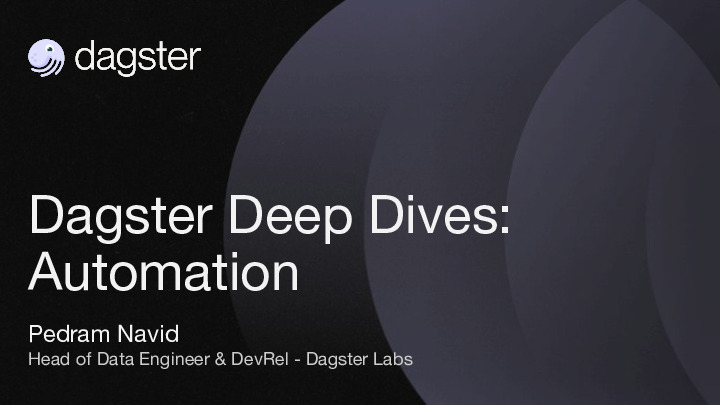 dagster
Dagster Deep Dives:
Automation
Pedram Navid
Head of Data Engineer & DevRel - Dagster Labs